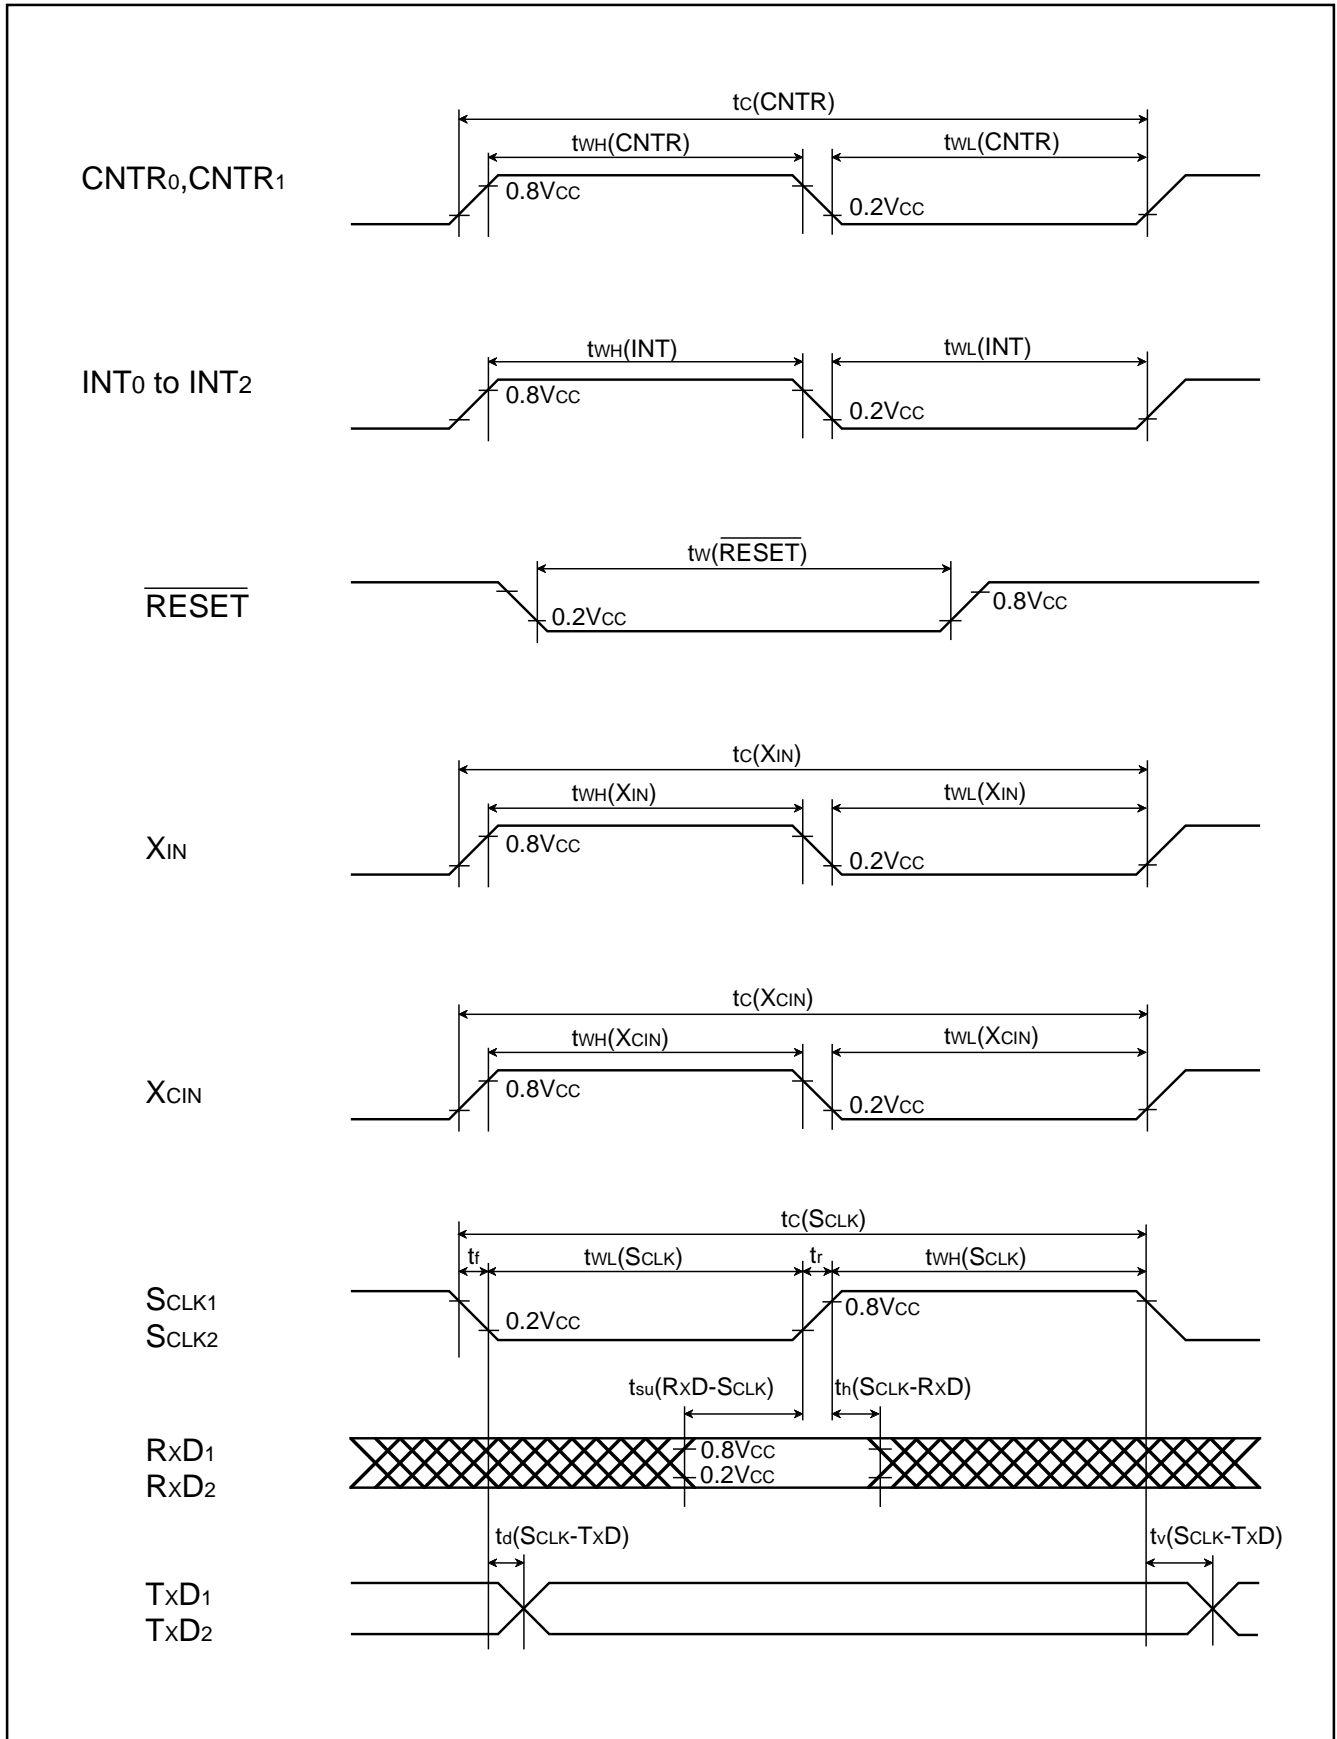 tC(CNTR)
tWH(CNTR) tWL(CNTR)
CNTR0,CNTR1
0.8VCC 0.2VCC
tWH(INT) tWL(INT)
INT0 to INT2
0.8VCC 0.2VCC
tW(RESET)
RESET
0.2VCC 0.8VCC
tC(XIN)
tWH(XIN) tWL(XIN)
XIN
0.8VCC 0.2VCC
tC(XCIN)
tWH(XCIN) tWL(XCIN)
XCIN
0.8VCC 0.2VCC
tC(SCLK)
tf tWL(SCLK) tr tWH(SCLK)
SCLK1
SCLK2
0.2VCC 0.8VCC
tsu(RXD-SCLK) th(SCLK-RXD)
RXD1
RXD2
0.8VCC
0.2VCC
td(SCLK-TXD) tv(SCLK-TXD)
TXD1
TXD2